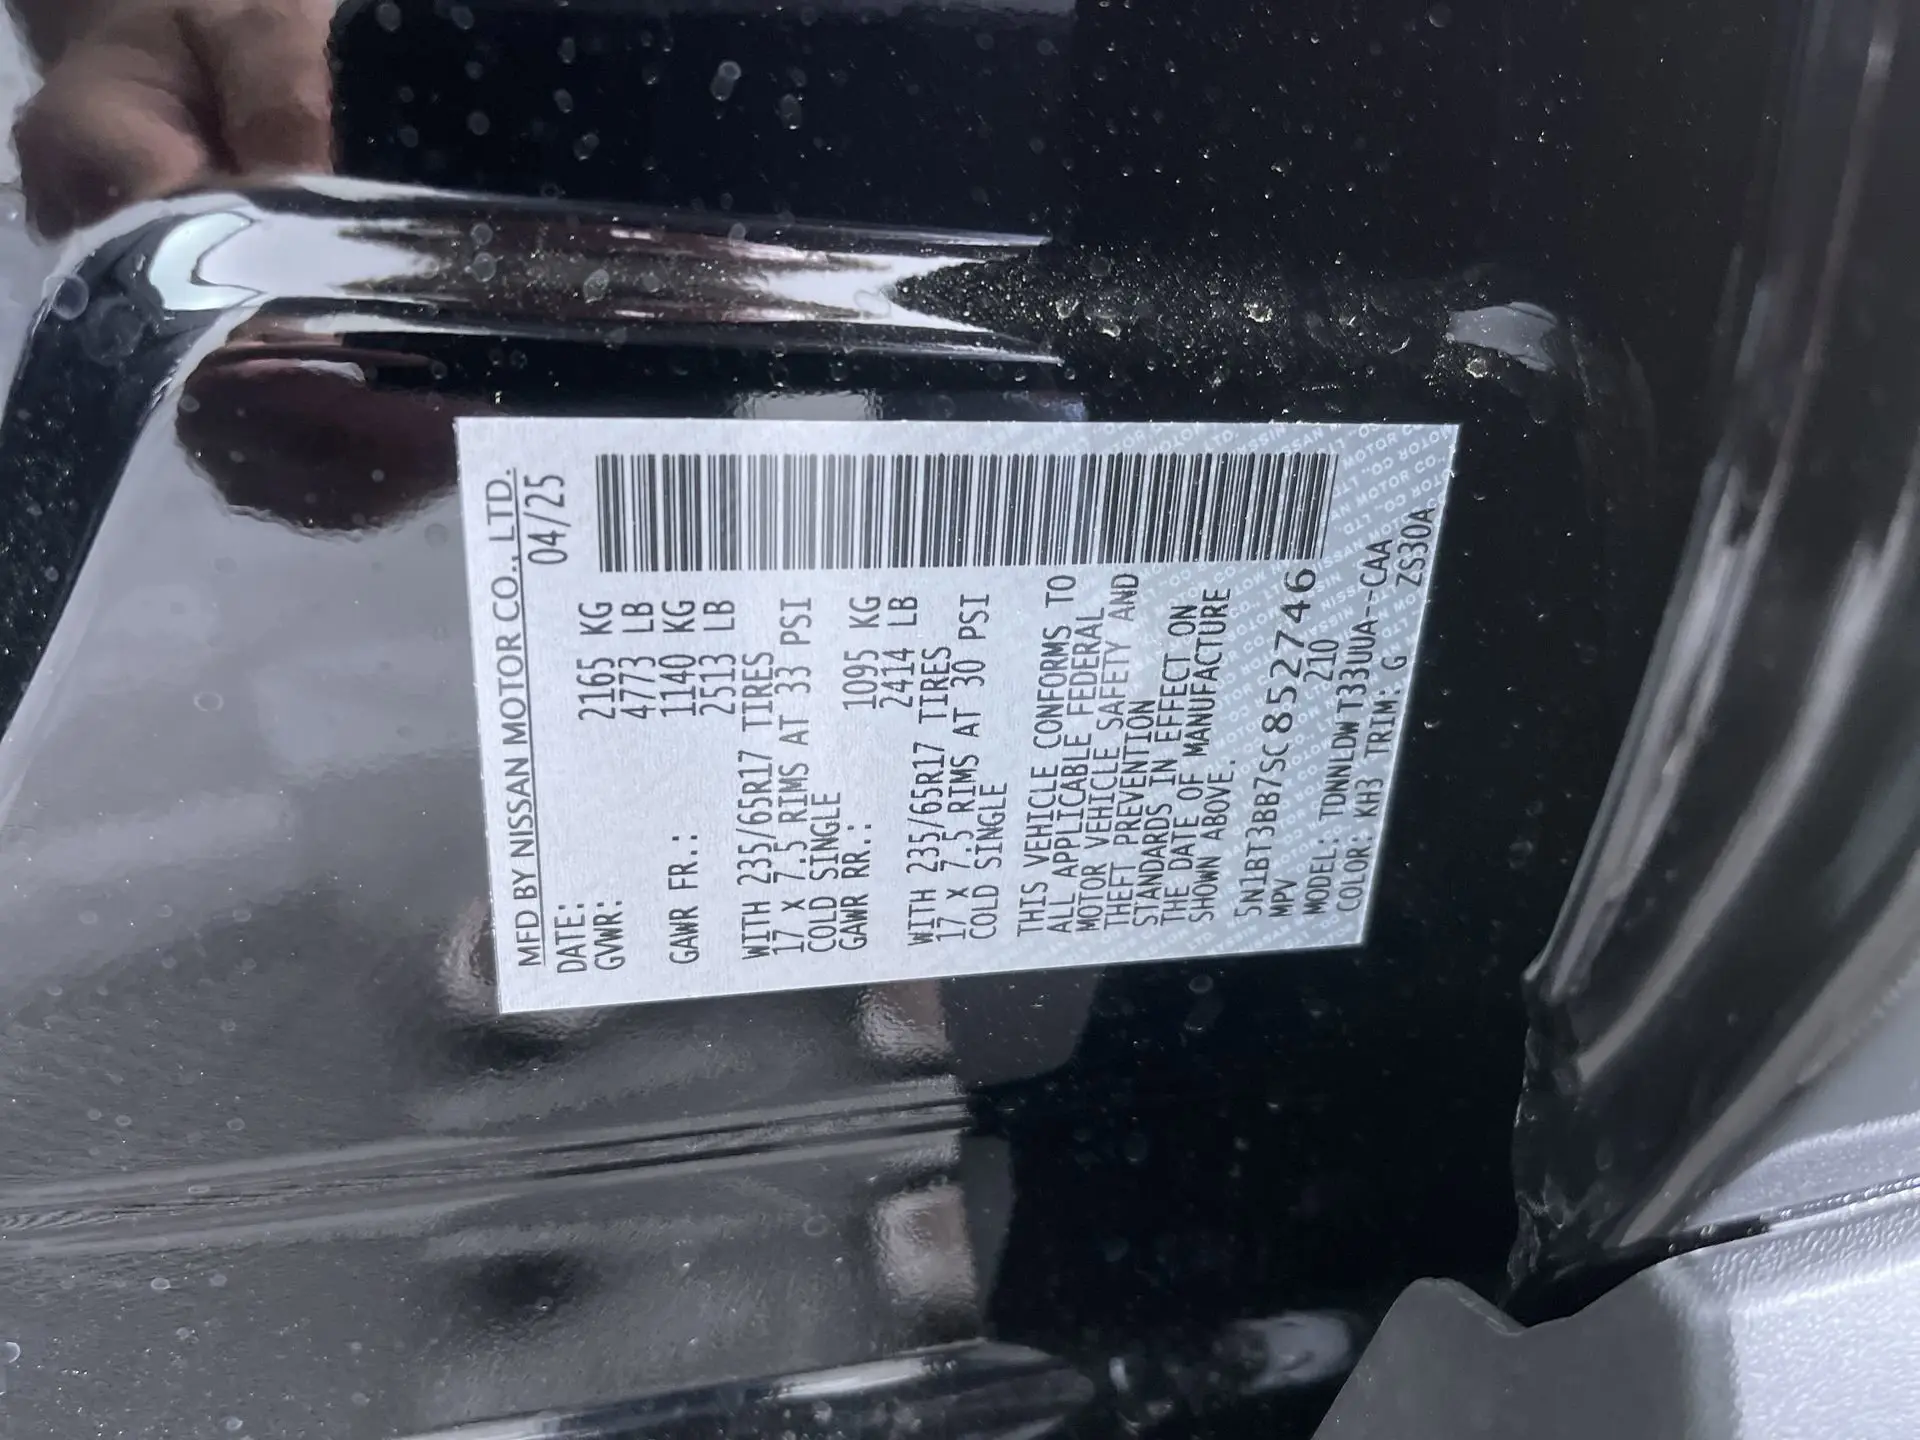 MFD BY NISSAN MOTOR CO., LTD.
DATE: 04/25
GVWR: 2165 KG
4773 LB
GAWR FR.: 1140 KG
2513 LB
WITH 235/65R17 TIRES
17 X 7.5 RIMS AT 33 PSI
COLD SINGLE
GAWR RR.: 1095 KG
2414 LB
WITH 235/65R17 TIRES
17 X 7.5 RIMS AT 30 PSI
COLD SINGLE
THIS VEHICLE CONFORMS TO
ALL APPLICABLE FEDERAL
MOTOR VEHICLE SAFETY AND
THEFT PREVENTION
STANDARDS IN EFFECT ON
THE DATE OF MANUFACTURE
SHOWN ABOVE.
5N1BT3BB7SC852746
MPV 210
MODEL: TDNNLDWT33UUA--CAA
COLOR: KH3 TRIM: G ZS30A